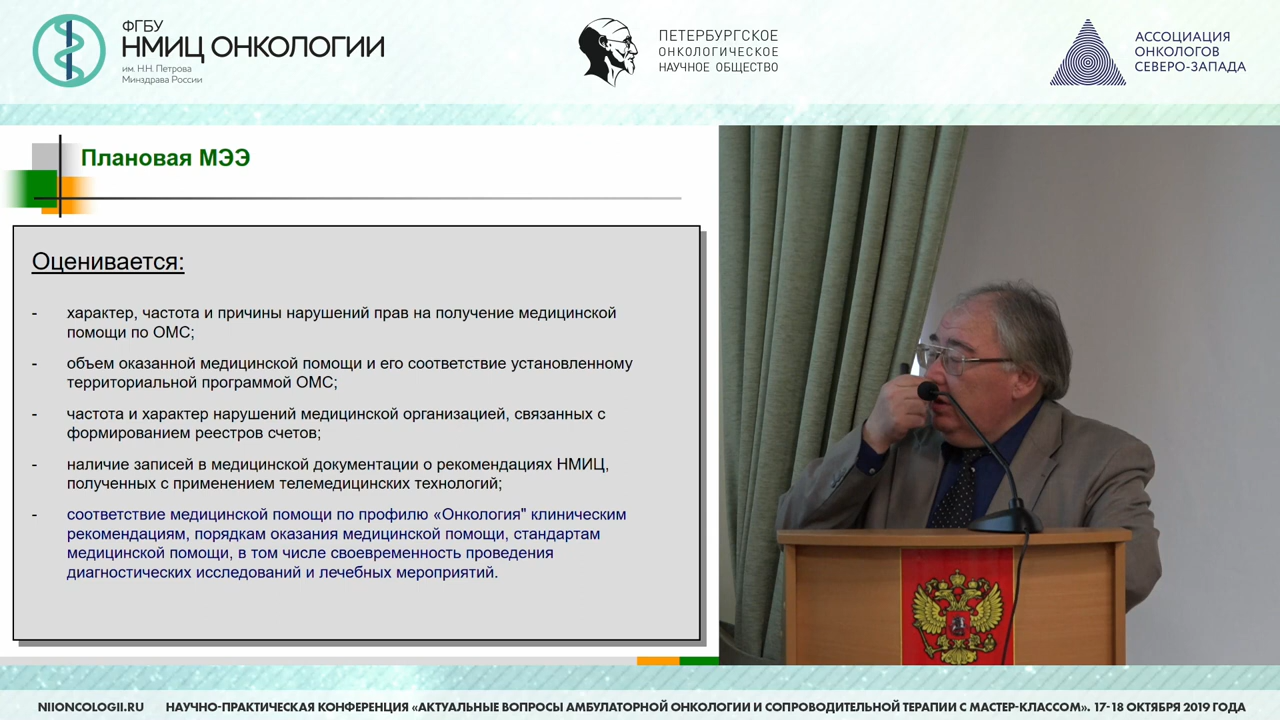 ФГБУ
НМИЦ ОНКОЛОГИИ
им. Н.Н. Петрова
Минздрава России
ПЕТЕРБУРГСКОЕ
ОНКОЛОГИЧЕСКОЕ
НАУЧНОЕ ОБЩЕСТВО
АССОЦИАЦИЯ
ОНКОЛОГОВ
СЕВЕРО-ЗАПАДА
Плановая МЭЭ
Оценивается:
- характер, частота и причины нарушений прав на получение медицинской
помощи по ОМС;
- объем оказанной медицинской помощи и его соответствие установленному
территориальной программой ОМС;
- частота и характер нарушений медицинской организацией, связанных с
формированием реестров счетов;
- наличие записей в медицинской документации о рекомендациях НМИЦ,
полученных с применением телемедицинских технологий;
- соответствие медицинской помощи по профилю «Онкология" клиническим
рекомендациям, порядкам оказания медицинской помощи, стандартам
медицинской помощи, в том числе своевременность проведения
диагностических исследований и лечебных мероприятий.
NIIONCOLOGII.RU НАУЧНО-ПРАКТИЧЕСКАЯ КОНФЕРЕНЦИЯ «АКТУАЛЬНЫЕ ВОПРОСЫ АМБУЛАТОРНОЙ ОНКОЛОГИИ И СОПРОВОДИТЕЛЬНОЙ ТЕРАПИИ С МАСТЕР-КЛАССОМ». 17-18 ОКТЯБРЯ 2019 ГОДА